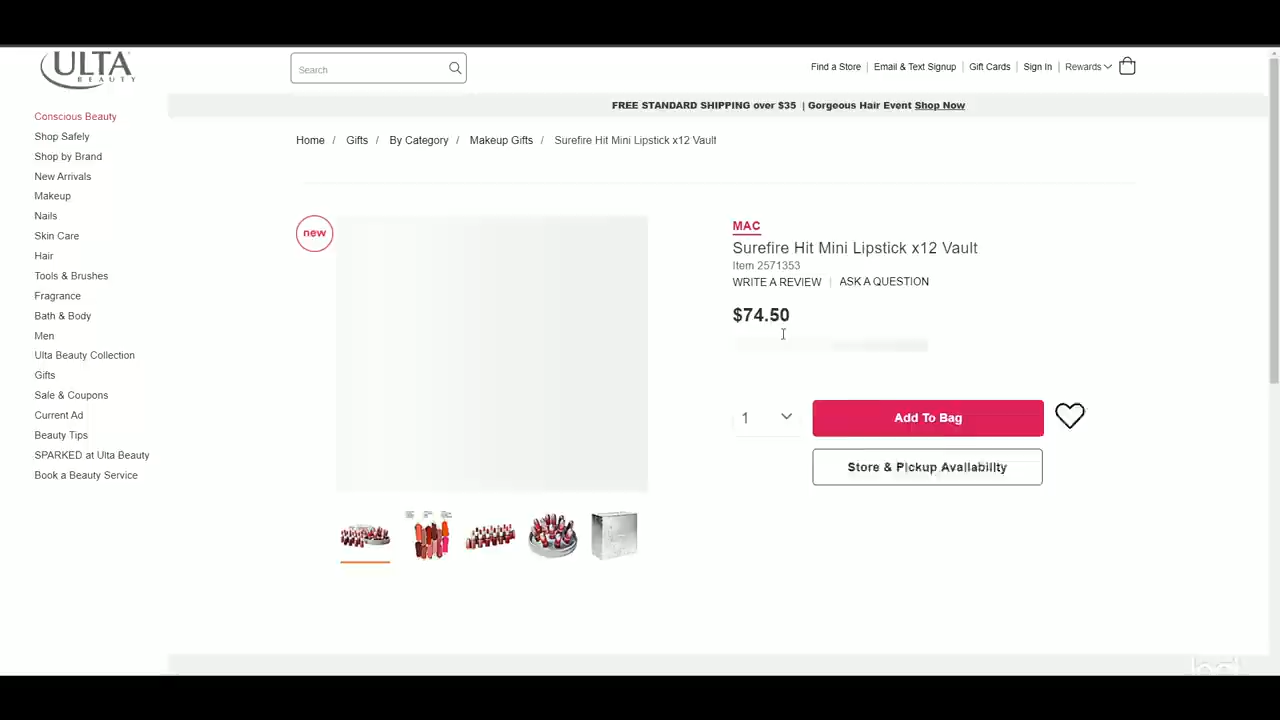 ULTA
BEAUTY
Search
Find a Store
Email & Text Signup
Gift Cards
Sign In
Rewards
FREE STANDARD SHIPPING over $35 | Gorgeous Hair Event Shop Now
Conscious Beauty
Shop Safely
Shop by Brand
New Arrivals
Makeup
Nails
Skin Care
Hair
Tools & Brushes
Fragrance
Bath & Body
Men
Ulta Beauty Collection
Gifts
Sale & Coupons
Current Ad
Beauty Tips
SPARKED at Ulta Beauty
Book a Beauty Service
Home / Gifts / By Category / Makeup Gifts / Surefire Hit Mini Lipstick x12 Vault
new
MAC
Surefire Hit Mini Lipstick x12 Vault
Item 2571353
WRITE A REVIEW | ASK A QUESTION
$74.50
1
Add To Bag
Store & Pickup Availability